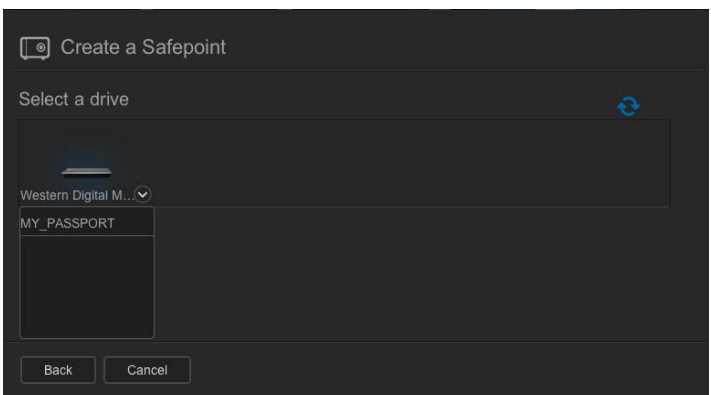 Create a Safepoint
Select a drive
Western Digital M...
MY_PASSPORT
Back
Cancel